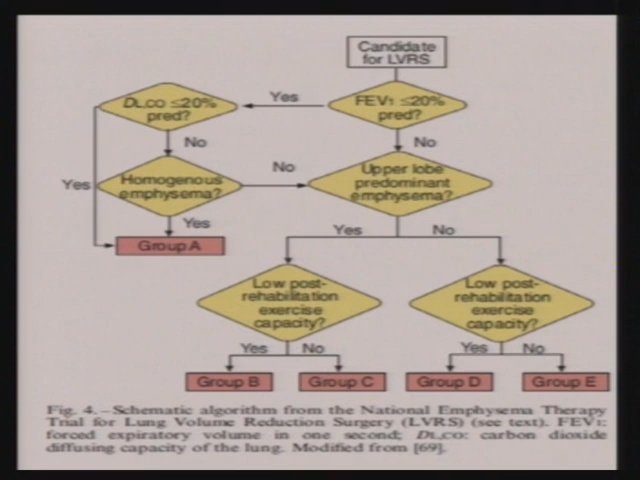 Candidate
for LVRS
FEV1 ≤20%
pred?
Yes
DL,CO ≤20%
pred?
No
No
Yes
Homogenous
emphysema?
No
Upper lobe
predominant
emphysema?
Yes
Group A
Yes
No
Low post-
rehabilitation
exercise
capacity?
Low post-
rehabilitation
exercise
capacity?
Yes
No
Yes
No
Group B
Group C
Group D
Group E
Fig. 4. – Schematic algorithm from the National Emphysema Therapy
Trial for Lung Volume Reduction Surgery (LVRS) (see text). FEV1:
forced expiratory volume in one second; DL,CO: carbon dioxide
diffusing capacity of the lung. Modified from [69].